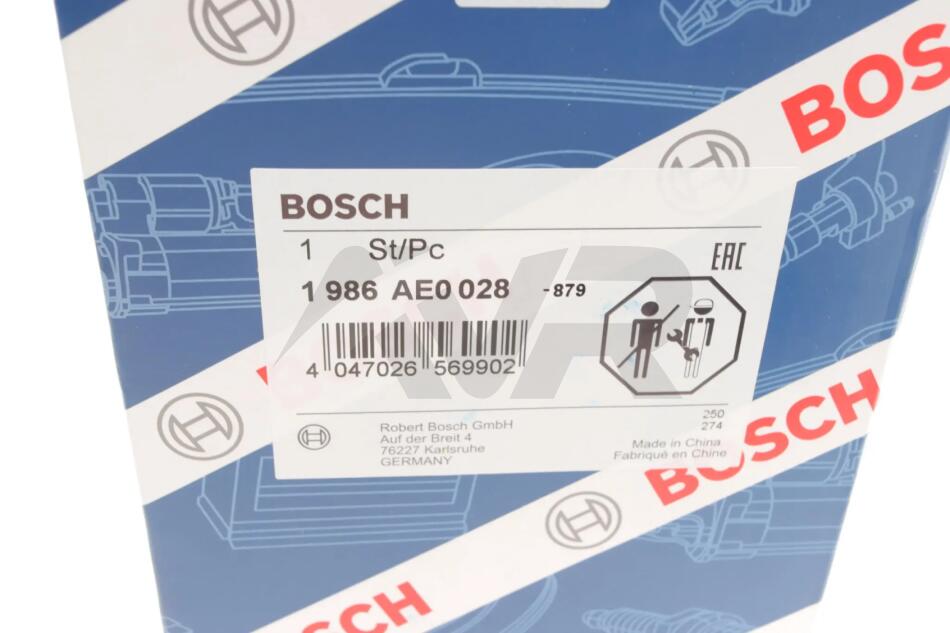 BOSCH
BOSCH
1 St/Pc
EAC
1 986 AE0 028 -879
4 047026 569902
Robert Bosch GmbH
Auf der Breit 4
76227 Karlsruhe
GERMANY
250
274
Made in China
Fabriqué en Chine
BOSCH
BOSCH
AVR